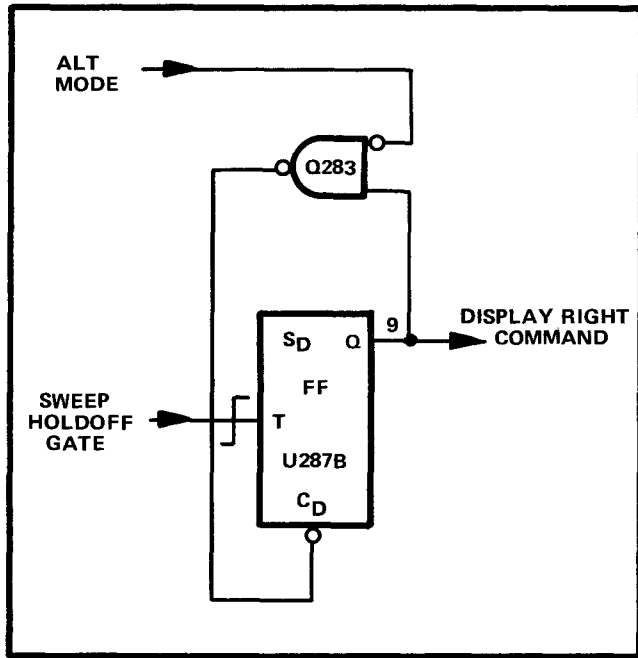 ALT
MODE
Q283
SD Q 9
DISPLAY RIGHT
COMMAND
FF
SWEEP
HOLDOFF
GATE
T
U287B
CD